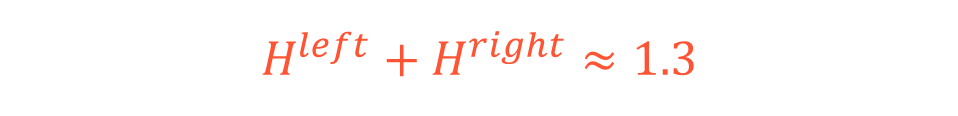 H^{left} + H^{right} ≈ 1.3